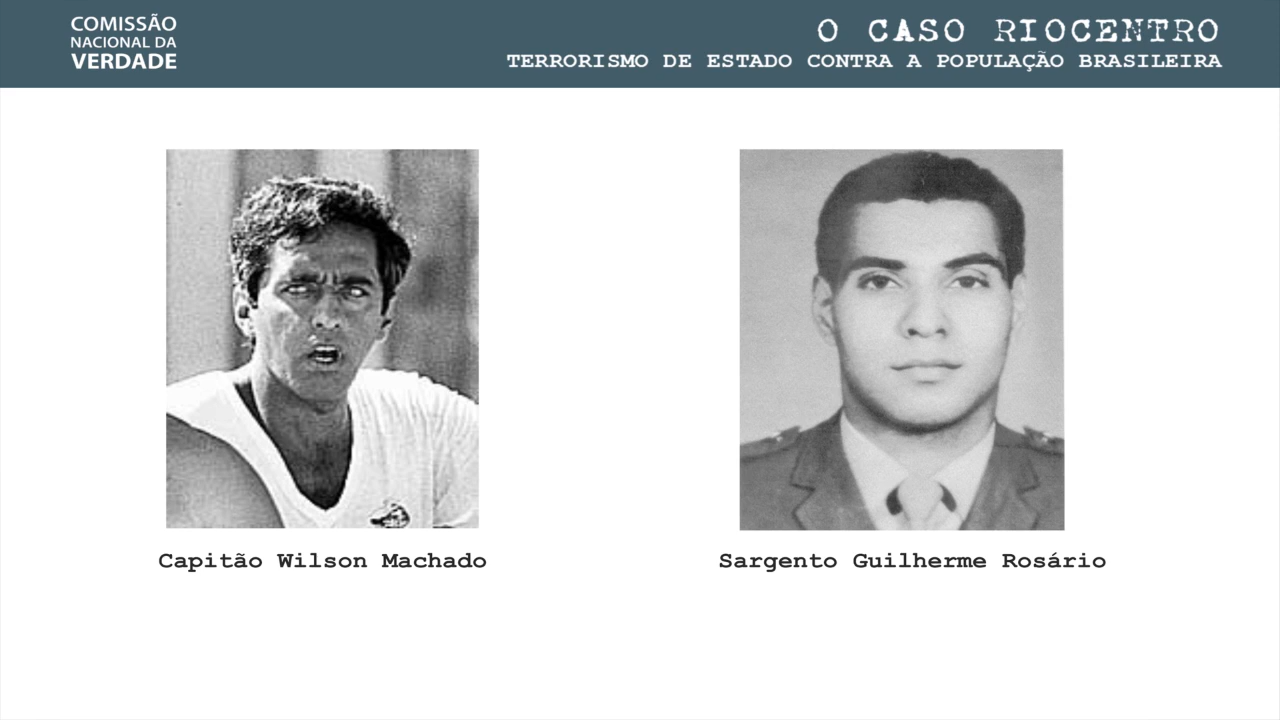 COMISSÃO
NACIONAL DA
VERDADE
O CASO RIOCENTRO
TERRORISMO DE ESTADO CONTRA A POPULAÇÃO BRASILEIRA
Capitão Wilson Machado
Sargento Guilherme Rosário